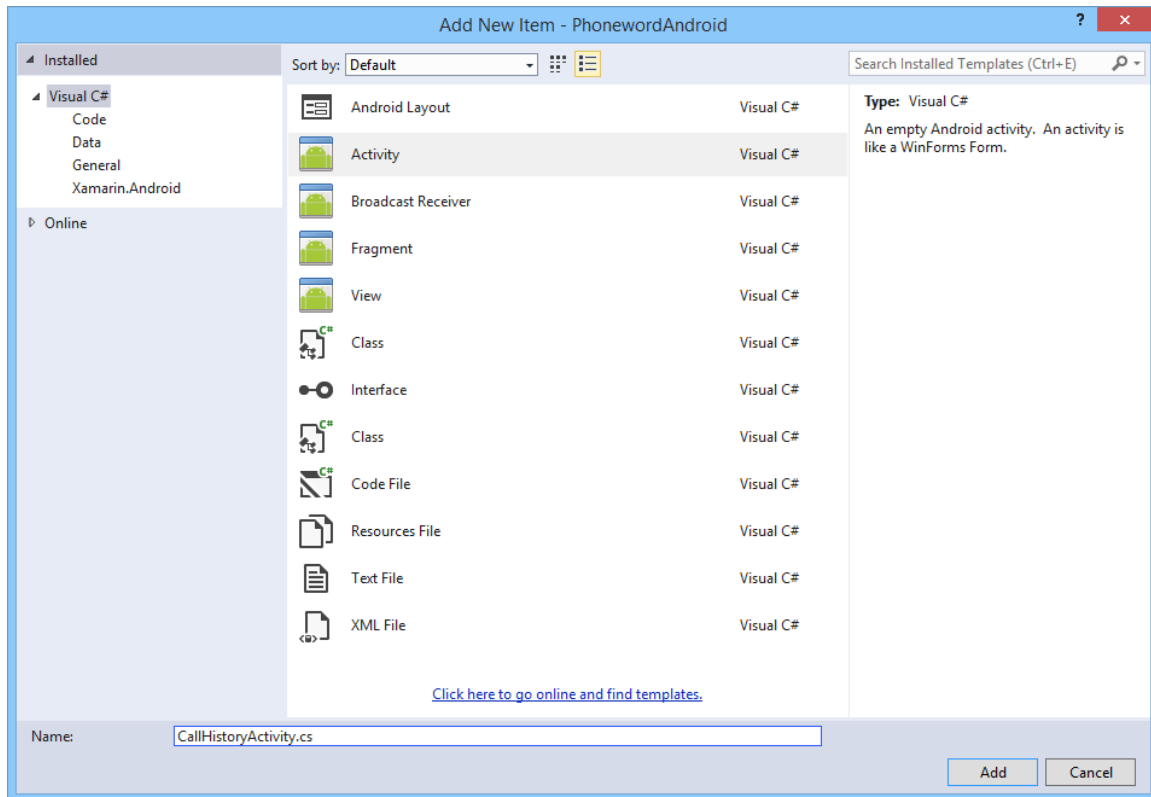 Add New Item - PhonewordAndroid
?
×
Installed
Sort by: Default
Search Installed Templates (Ctrl+E)
Visual C#
Code
Data
General
Xamarin.Android
Online
Android Layout Visual C#
Activity Visual C#
Broadcast Receiver Visual C#
Fragment Visual C#
View Visual C#
C#
Class Visual C#
Interface Visual C#
C#
Class Visual C#
C#
Code File Visual C#
Resources File Visual C#
Text File Visual C#
XML File Visual C#
Click here to go online and find templates.
Type: Visual C#
An empty Android activity. An activity is
like a WinForms Form.
Name: CallHistoryActivity.cs
Add Cancel